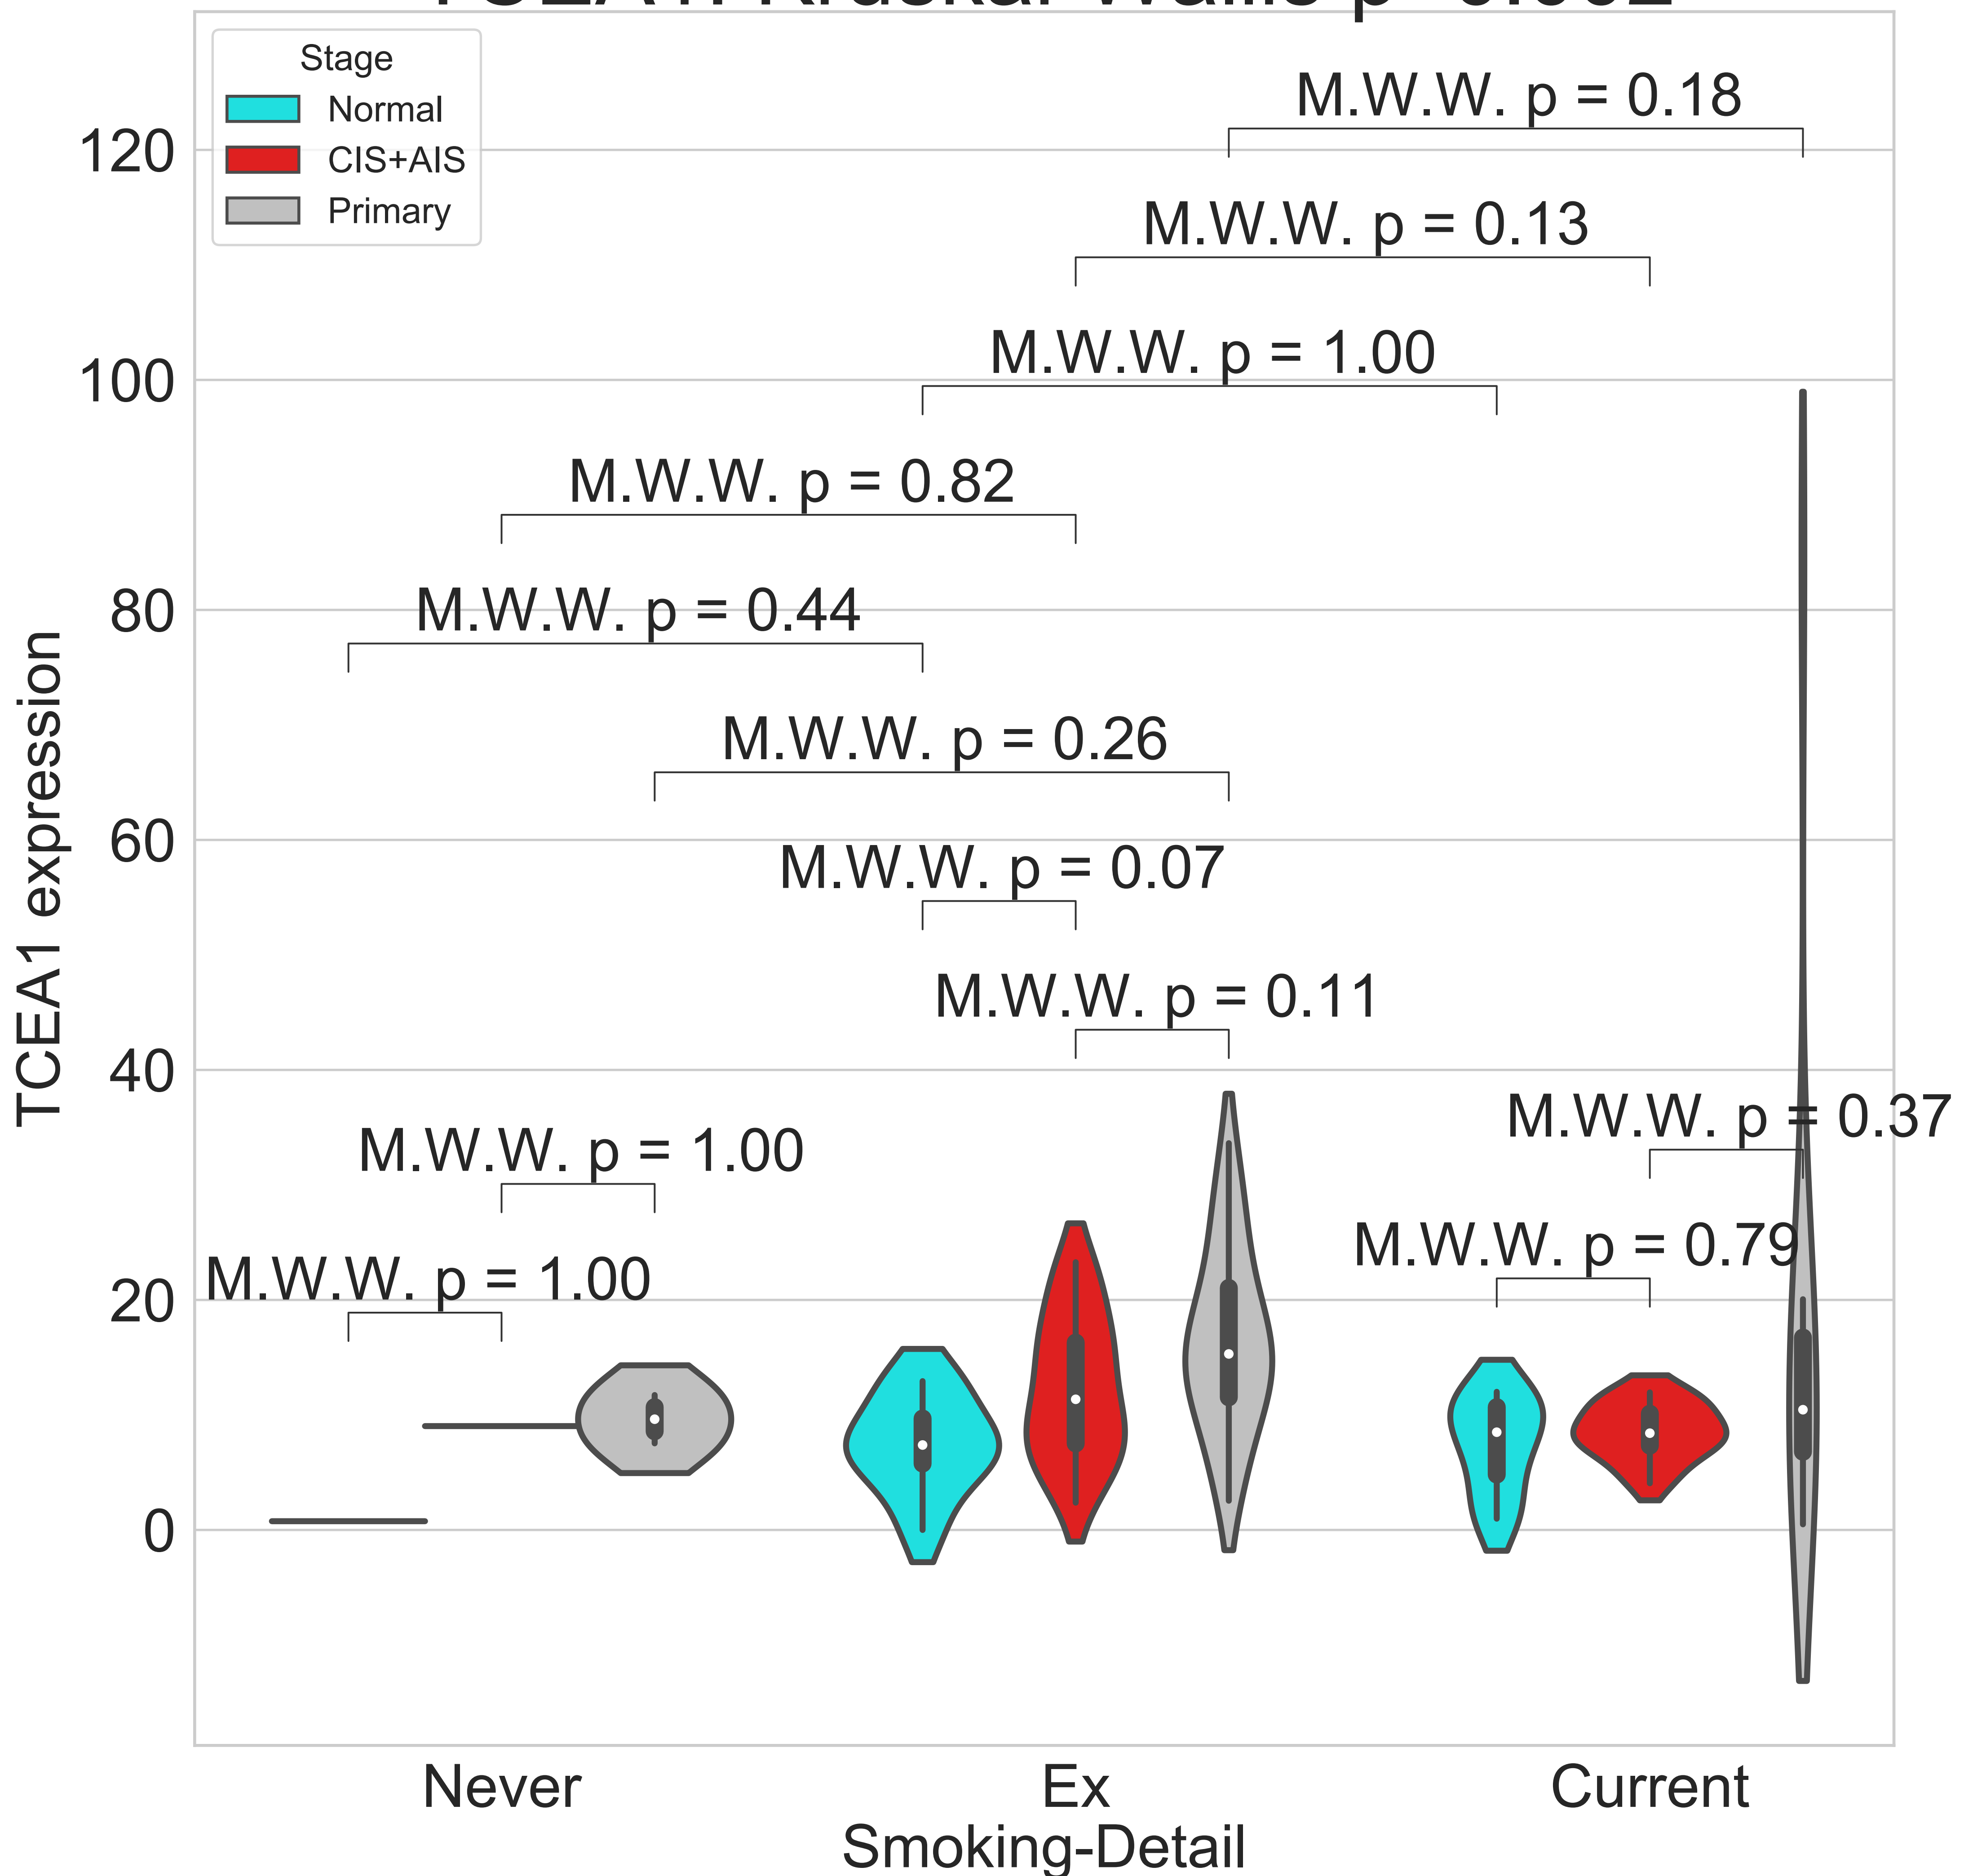 Stage
Normal
CIS+AIS
Primary
M.W.W. p = 0.18
M.W.W. p = 0.13
M.W.W. p = 1.00
M.W.W. p = 0.82
M.W.W. p = 0.44
M.W.W. p = 0.26
M.W.W. p = 0.07
M.W.W. p = 0.11
M.W.W. p = 0.37
M.W.W. p = 1.00
M.W.W. p = 0.79
M.W.W. p = 1.00
120
100
80
60
40
20
0
TCEA1 expression
Never
Ex
Current
Smoking-Detail